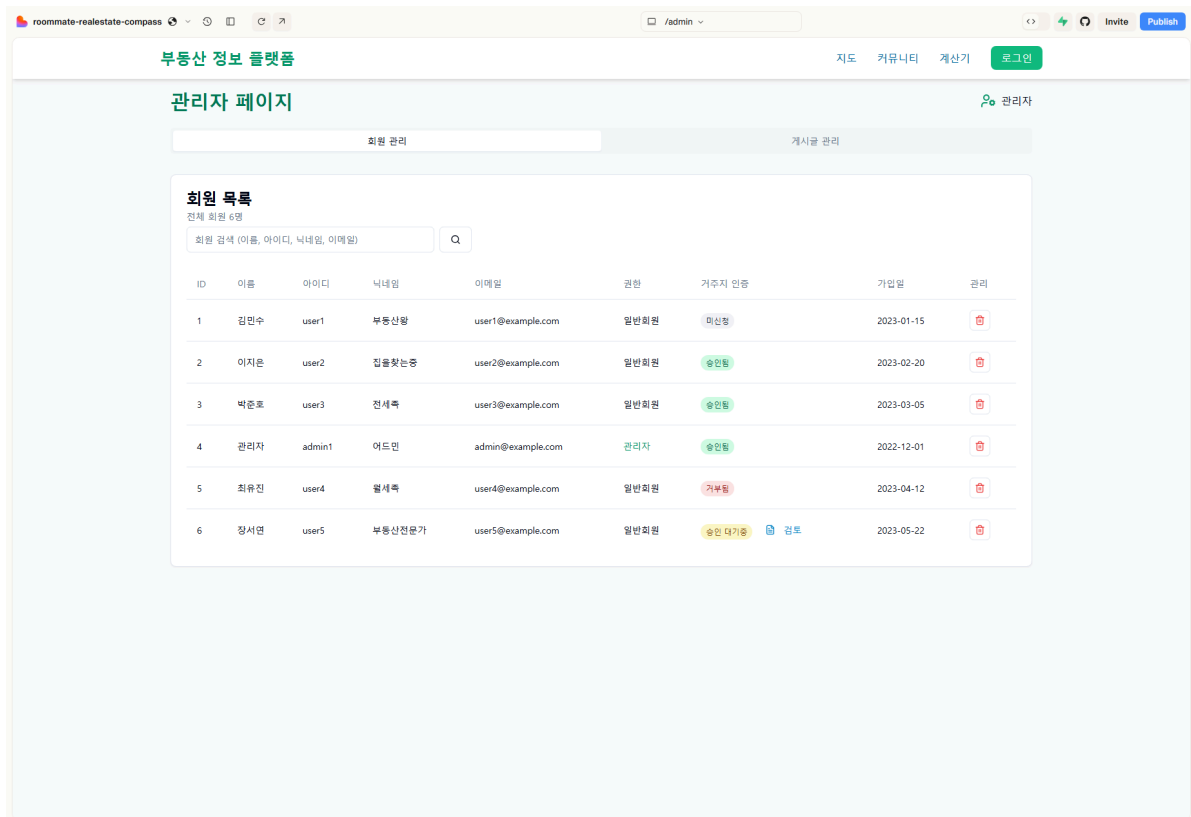 roommate-realestate-compass
/admin
Invite
Publish
부동산 정보 플랫폼
지도 커뮤니티 계산기 로그인
관리자 페이지
관리자
회원 관리 게시글 관리
회원 목록
전체 회원 6명
회원 검색 (이름, 아이디, 닉네임, 이메일)
ID 이름 아이디 닉네임 이메일 권한 거주지 인증 가입일 관리
1 김민수 user1 부동산왕 user1@example.com 일반회원 미신청 2023-01-15
2 이지은 user2 집을찾는중 user2@example.com 일반회원 승인됨 2023-02-20
3 박준호 user3 전세족 user3@example.com 일반회원 승인됨 2023-03-05
4 관리자 admin1 어드민 admin@example.com 관리자 승인됨 2022-12-01
5 최유진 user4 월세족 user4@example.com 일반회원 거부됨 2023-04-12
6 장서연 user5 부동산전문가 user5@example.com 일반회원 승인 대기중 검토 2023-05-22